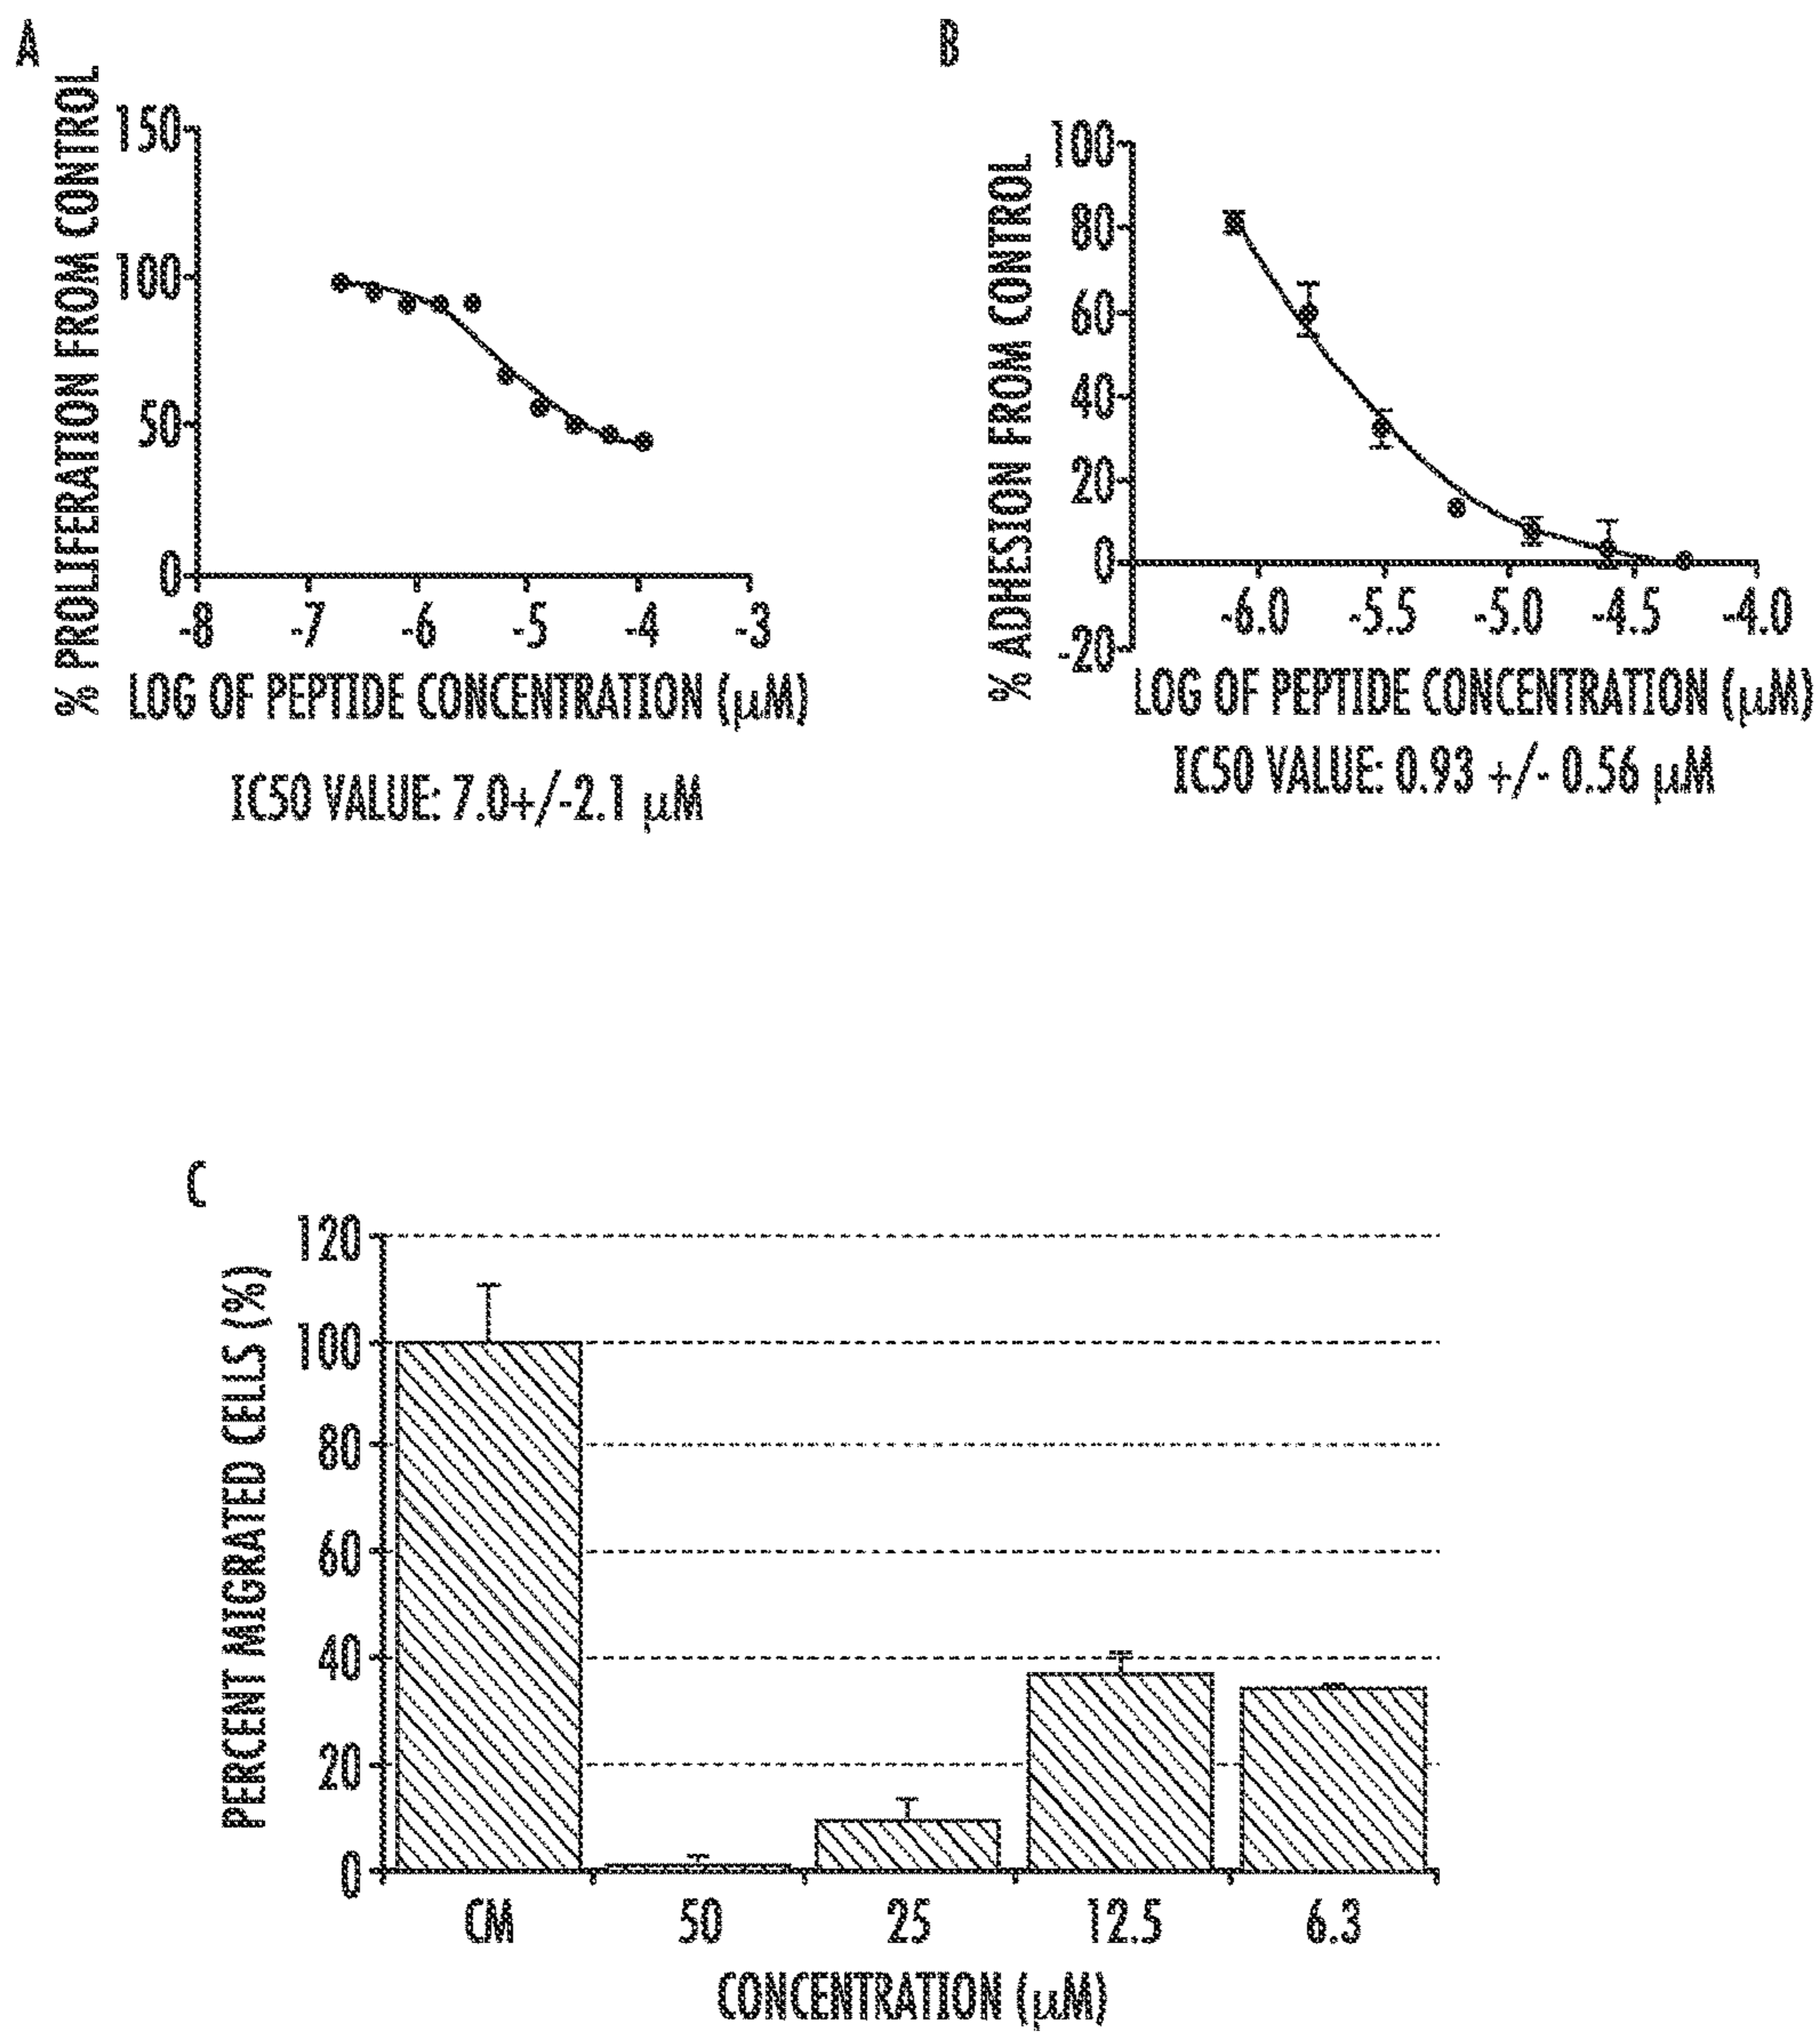 A
% PROLIFERATION FROM CONTROL
150
100
50
0
-8 -7 -6 -5 -4 -3
LOG OF PEPTIDE CONCENTRATION (μM)
IC50 VALUE: 7.0+/-2.1 μM
B
% ADHESION FROM CONTROL
100
80
60
40
20
0
-20
-6.0 -5.5 -5.0 -4.5 -4.0
LOG OF PEPTIDE CONCENTRATION (μM)
IC50 VALUE: 0.93 +/- 0.56 μM
C
PERCENT MIGRATED CELLS (%)
120
100
80
60
40
20
0
CM 50 25 12.5 6.3
CONCENTRATION (μM)